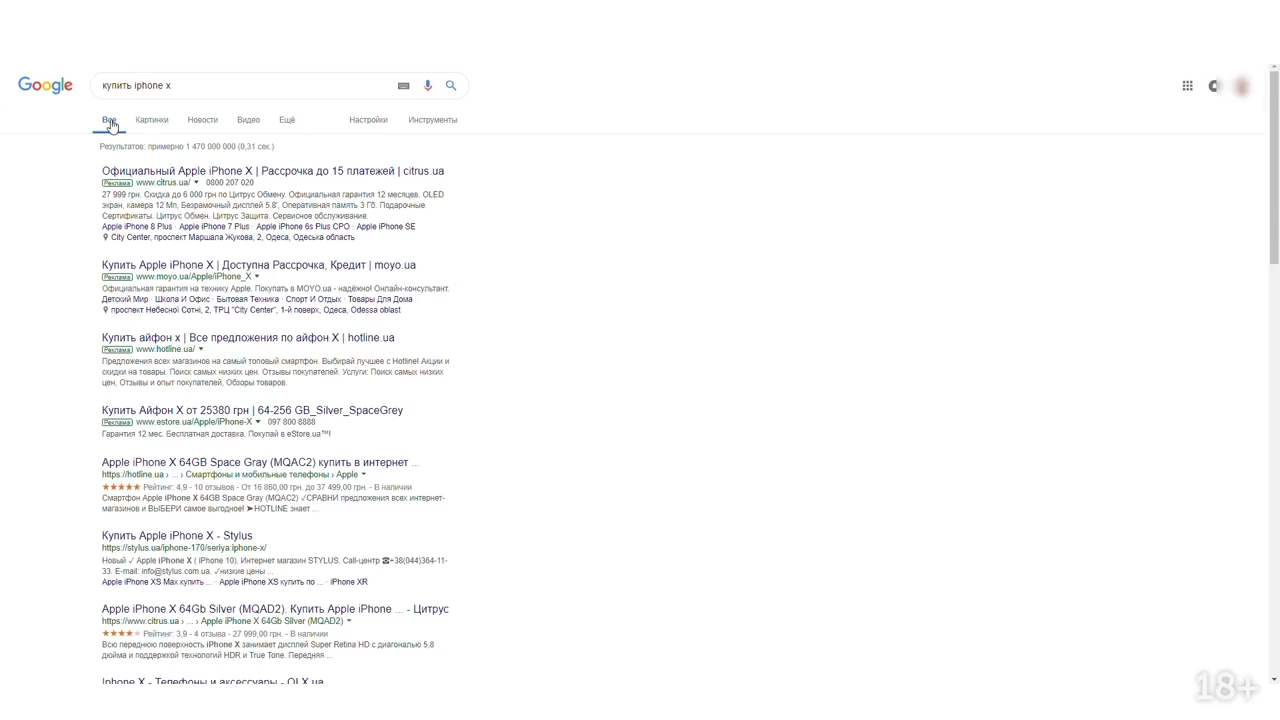 Google
купить iphone x
Все Картинки Новости Видео Ещё Настройки Инструменты
Результатов: примерно 1 470 000 000 (0,31 сек.)
Официальный Apple iPhone X | Рассрочка до 15 платежей | citrus.ua
Реклама www.citrus.ua/ 0800 207 020
27 999 грн. Скидка до 6 000 грн по Цитрус Обмену. Официальная гарантия 12 месяцев. OLED
экран, камера 12 Мп, Безрамочный дисплей 5.8', Оперативная память 3 Гб. Подарочные
Сертификаты. Цитрус Обмен. Цитрус Защита. Сервисное обслуживание.
Apple iPhone 8 Plus · Apple iPhone 7 Plus · Apple iPhone 6s Plus CPO · Apple iPhone SE
City Center, проспект Маршала Жукова, 2, Одеса, Одеська область
Купить Apple iPhone X | Доступна Рассрочка, Кредит | moyo.ua
Реклама www.moyo.ua/Apple/iPhone_X
Официальная гарантия на технику Apple. Покупать в MOYO.ua - надёжно! Онлайн-консультант.
Детский Мир · Школа И Офис · Бытовая Техника · Спорт И Отдых · Товары Для Дома
проспект Небесної Сотні, 2, ТРЦ "City Center", 1-й поверх, Одеса, Odessa oblast
Купить айфон х | Все предложения по айфон X | hotline.ua
Реклама www.hotline.ua/
Предложения всех магазинов на самый топовый смартфон. Выбирай лучшее с Hotline! Акции и
скидки на товары. Поиск самых низких цен. Отзывы покупателей. Услуги: Поиск самых низких
цен, Отзывы и опыт покупателей, Обзоры товаров.
Купить Айфон X от 25380 грн | 64-256 GB_Silver_SpaceGrey
Реклама www.estore.ua/Apple/iPhone-X 097 800 8888
Гарантия 12 мес. Бесплатная доставка. Покупай в eStore.ua™!
Apple iPhone X 64GB Space Gray (MQAC2) купить в интернет ...
https://hotline.ua › ... › Смартфоны и мобильные телефоны › Apple
★★★★★ Рейтинг: 4,9 - 10 отзывов - От 16 860,00 грн. до 37 499,00 грн. - В наличии
Смартфон Apple iPhone X 64GB Space Gray (MQAC2) ✓СРАВНИ предложения всех интернет-
магазинов и ВЫБЕРИ самое выгодное! ➤HOTLINE знает ...
Купить Apple iPhone X - Stylus
https://stylus.ua/iphone-170/seriya:iphone-x/
Новый ✓ Apple iPhone X ( iPhone 10). Интернет магазин STYLUS. Call-центр ☎+38(044)364-11-
33. E-mail: info@stylus.com.ua. ✓низкие цены ...
Apple iPhone XS Max купить ... · Apple iPhone XS купить по ... · iPhone XR
Apple iPhone X 64Gb Silver (MQAD2). Купить Apple iPhone ... - Цитрус
https://www.citrus.ua › ... › Apple iPhone X 64Gb Silver (MQAD2)
★★★★★ Рейтинг: 3,9 - 4 отзыва - 27 999,00 грн. - В наличии
Всю переднюю поверхность iPhone X занимает дисплей Super Retina HD с диагональю 5,8
дюйма и поддержкой технологий HDR и True Tone. Передняя ...
Iphone X - Телефоны и аксессуары - OLX.ua
18+